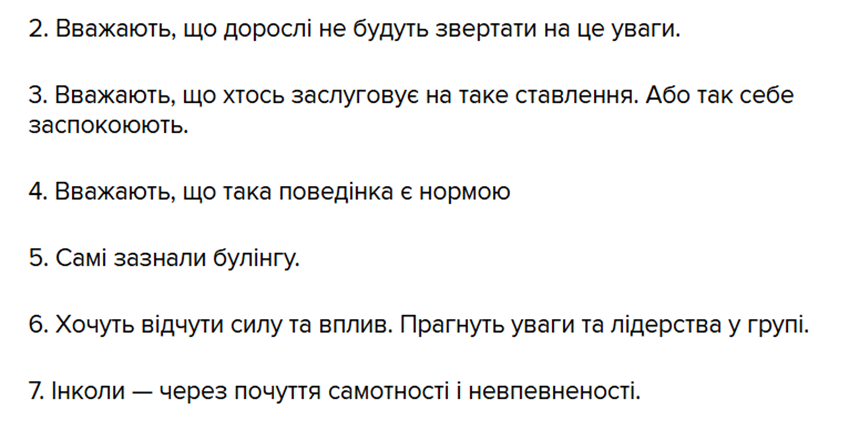 2. Вважають, що дорослі не будуть звертати на це уваги.
3. Вважають, що хтось заслуговує на таке ставлення. Або так себе
заспокоюють.
4. Вважають, що така поведінка є нормою
5. Самі зазнали булінгу.
6. Хочуть відчути силу та вплив. Прагнуть уваги та лідерства у групі.
7. Інколи — через почуття самотності і невпевненості.